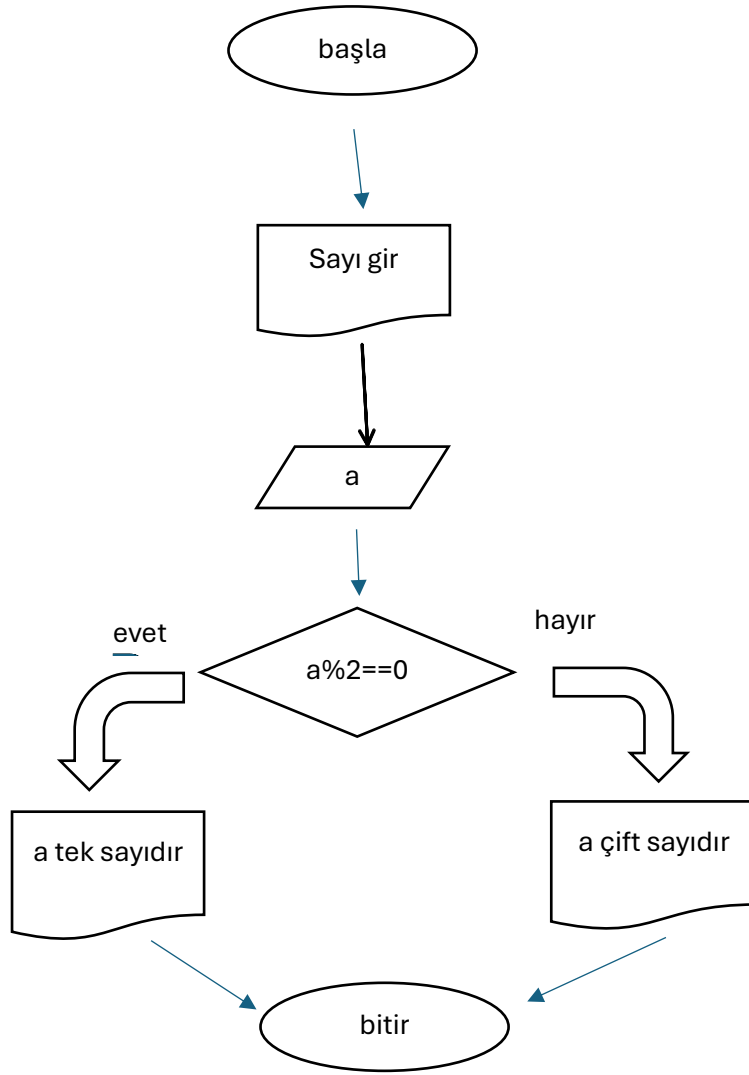 başla
Sayı gir
a
evet
hayır
a%2==0
a tek sayıdır
a çift sayıdır
bitir